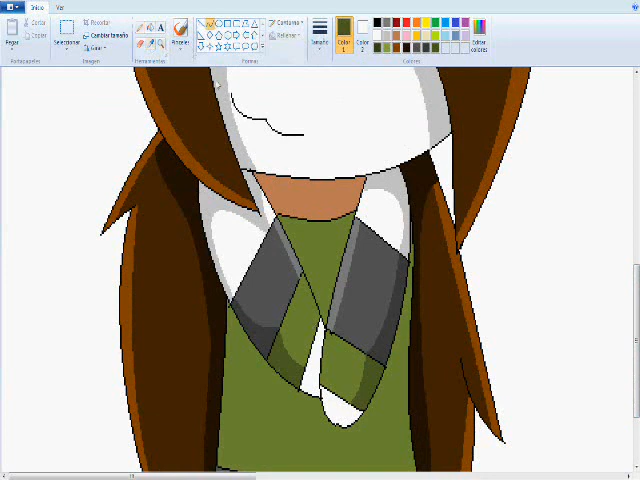 Inicio Ver
Pegar
Cortar
Copiar
Portapapeles
Seleccionar
Recortar
Cambiar tamaño
Girar
Imagen
A
Herramientas
Pinceles
Contorno
Rellenar
Formas
Tamaño
Color
1
Color
2
Editar
colores
Colores